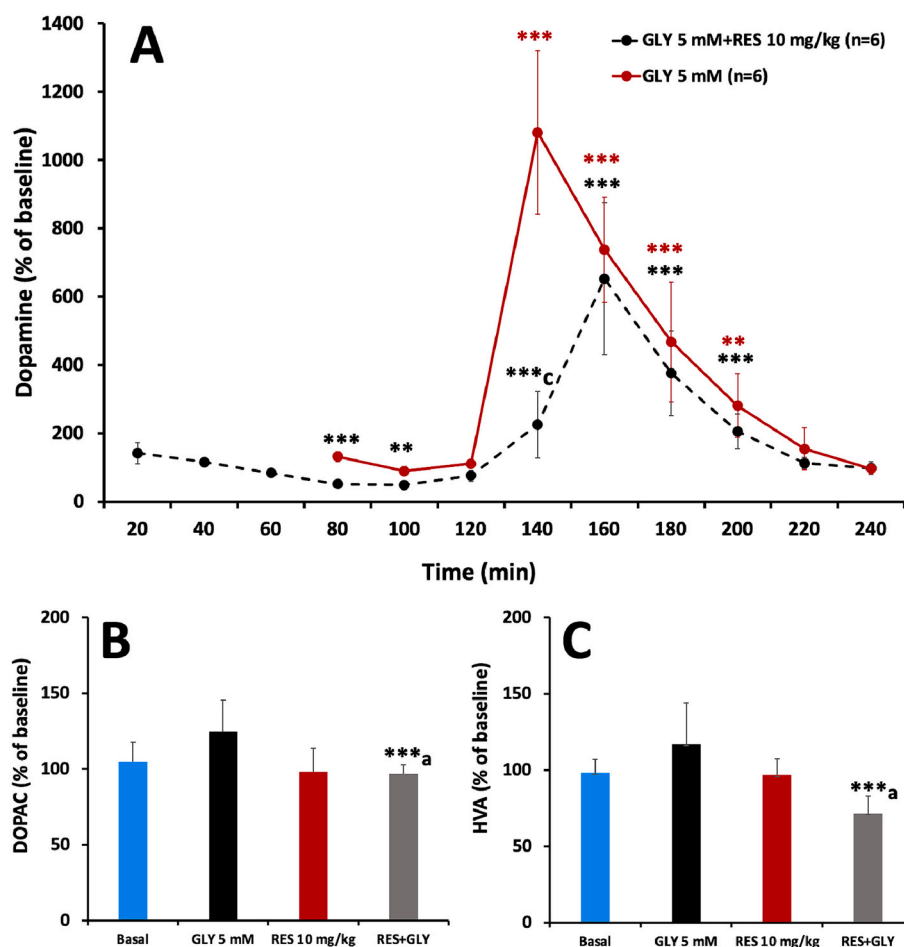 A
GLY 5 mM+RES 10 mg/kg (n=6)
GLY 5 mM (n=6)
Dopamine (% of baseline)
1400
1200
1000
800
600
400
200
0
***
***
***
***
***
**
***
***c
***
**
20 40 60 80 100 120 140 160 180 200 220 240
Time (min)
B
DOPAC (% of baseline)
200
150
100
50
0
***a
Basal GLY 5 mM RES 10 mg/kg RES+GLY
C
HVA (% of baseline)
200
150
100
50
0
***a
Basal GLY 5 mM RES 10 mg/kg RES+GLY